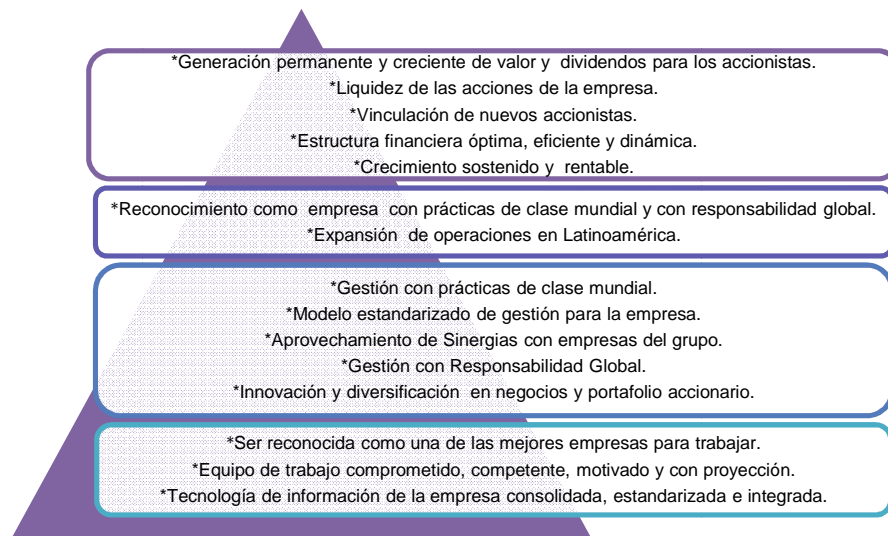 *Generación permanente y creciente de valor y dividendos para los accionistas.
*Liquidez de las acciones de la empresa.
*Vinculación de nuevos accionistas.
*Estructura financiera óptima, eficiente y dinámica.
*Crecimiento sostenido y rentable.
*Reconocimiento como empresa con prácticas de clase mundial y con responsabilidad global.
*Expansión de operaciones en Latinoamérica.
*Gestión con prácticas de clase mundial.
*Modelo estandarizado de gestión para la empresa.
*Aprovechamiento de Sinergias con empresas del grupo.
*Gestión con Responsabilidad Global.
*Innovación y diversificación en negocios y portafolio accionario.
*Ser reconocida como una de las mejores empresas para trabajar.
*Equipo de trabajo comprometido, competente, motivado y con proyección.
*Tecnología de información de la empresa consolidada, estandarizada e integrada.